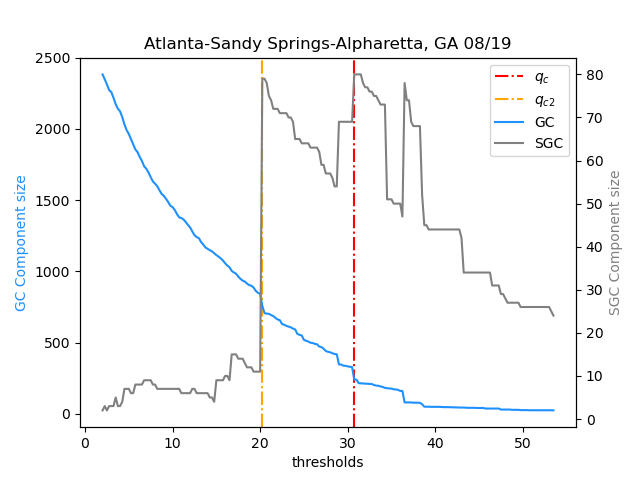 Atlanta-Sandy Springs-Alpharetta, GA 08/19
GC Component size
2500
2000
1500
1000
500
0
0
10
20
30
40
50
thresholds
80
70
60
50
40
30
20
10
0
SGC Component size
q_c
q_{c2}
GC
SGC